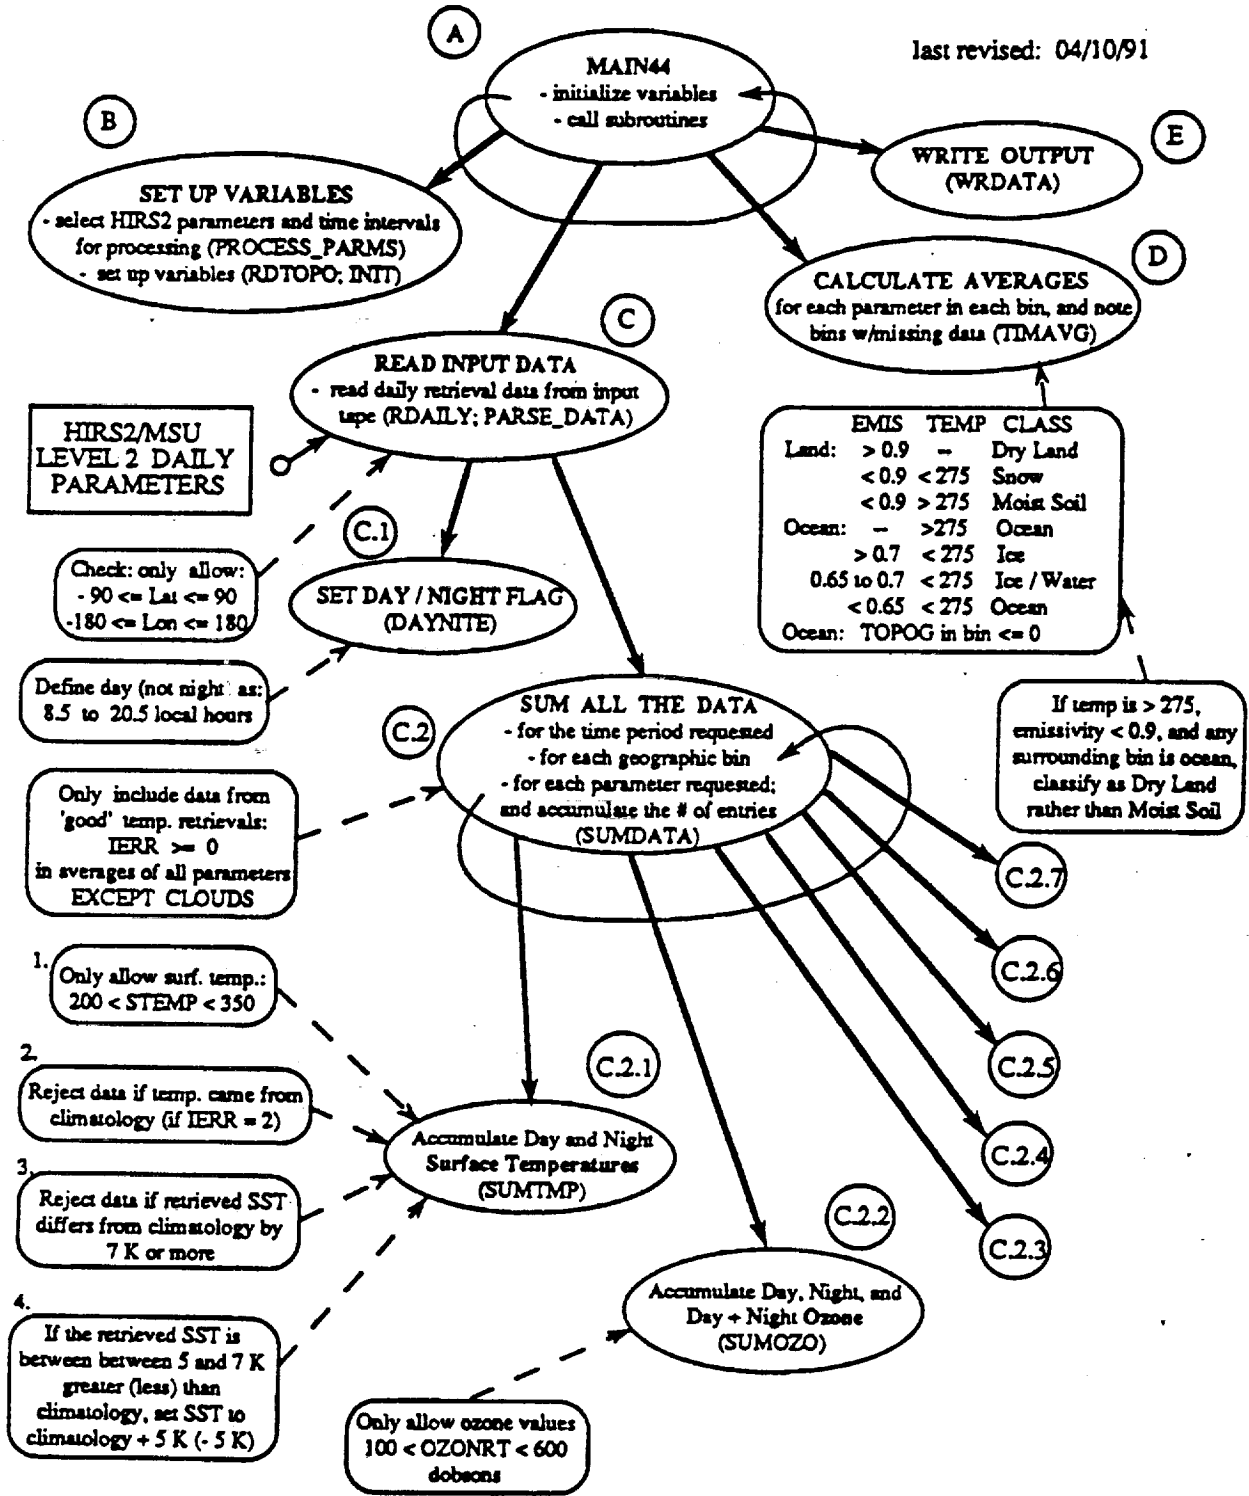 A
last revised: 04/10/91
MAIN44
- initialize variables
- call subroutines
B
E
WRITE OUTPUT
(WRDATA)
SET UP VARIABLES
- select HIRS2 parameters and time intervals
for processing (PROCESS_PARMS)
- set up variables (RDTOPO; INIT)
D
CALCULATE AVERAGES
for each parameter in each bin, and note
bins w/missing data (TIMAVG)
C
READ INPUT DATA
- read daily retrieval data from input
tape (RDAILY; PARSE_DATA)
HIRS2/MSU
LEVEL 2 DAILY
PARAMETERS
EMIS TEMP CLASS
Land: > 0.9 -- Dry Land
< 0.9 < 275 Snow
< 0.9 > 275 Moist Soil
Ocean: -- >275 Ocean
> 0.7 < 275 Ice
0.65 to 0.7 < 275 Ice / Water
< 0.65 < 275 Ocean
Ocean: TOPOG in bin <= 0
C.1
Check: only allow:
- 90 <= Lat <= 90
-180 <= Lon <= 180
SET DAY / NIGHT FLAG
(DAYNITE)
Define day (not night as:
8.5 to 20.5 local hours
C.2
SUM ALL THE DATA
- for the time period requested
- for each geographic bin
- for each parameter requested;
and accumulate the # of entries
(SUMDATA)
If temp is > 275,
emissivity < 0.9, and any
surrounding bin is ocean,
classify as Dry Land
rather than Moist Soil
Only include data from
'good' temp. retrievals:
IERR >= 0
in averages of all parameters
EXCEPT CLOUDS
C.2.7
C.2.6
C.2.5
C.2.4
C.2.3
1.
Only allow surf. temp.:
200 < STEMP < 350
C.2.1
2.
Reject data if temp. came from
climatology (if IERR = 2)
Accumulate Day and Night
Surface Temperatures
(SUMTMP)
3.
Reject data if retrieved SST
differs from climatology by
7 K or more
C.2.2
Accumulate Day, Night, and
Day + Night Ozone
(SUMOZO)
4.
If the retrieved SST is
between between 5 and 7 K
greater (less) than
climatology, set SST to
climatology + 5 K (- 5 K)
Only allow ozone values
100 < OZONRT < 600
dobsons